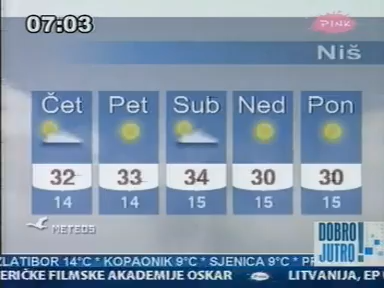 07:03
PINK
Niš
Čet Pet Sub Ned Pon
32 33 34 30 30
14 14 15 15 15
METEOS
DOBRO
JUTRO!
ZLATIBOR 14°C * KOPAONIK 9°C * SJENICA 9°C * PR
ERIČKE FILMSKE AKADEMIJE OSKAR LITVANIJA, EP U